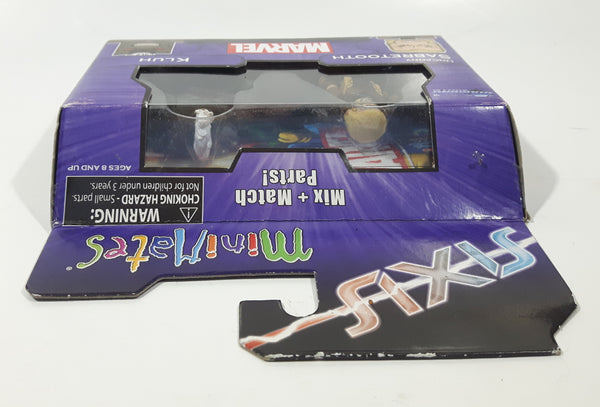 AXIS
MiniMates®
WARNING:
CHOKING HAZARD-Small parts.
Not for children under 3 years.
Mix + Match
Parts!
AGES 8 AND UP
KLUH
UNCANNY
SABRETOOTH
MARVEL